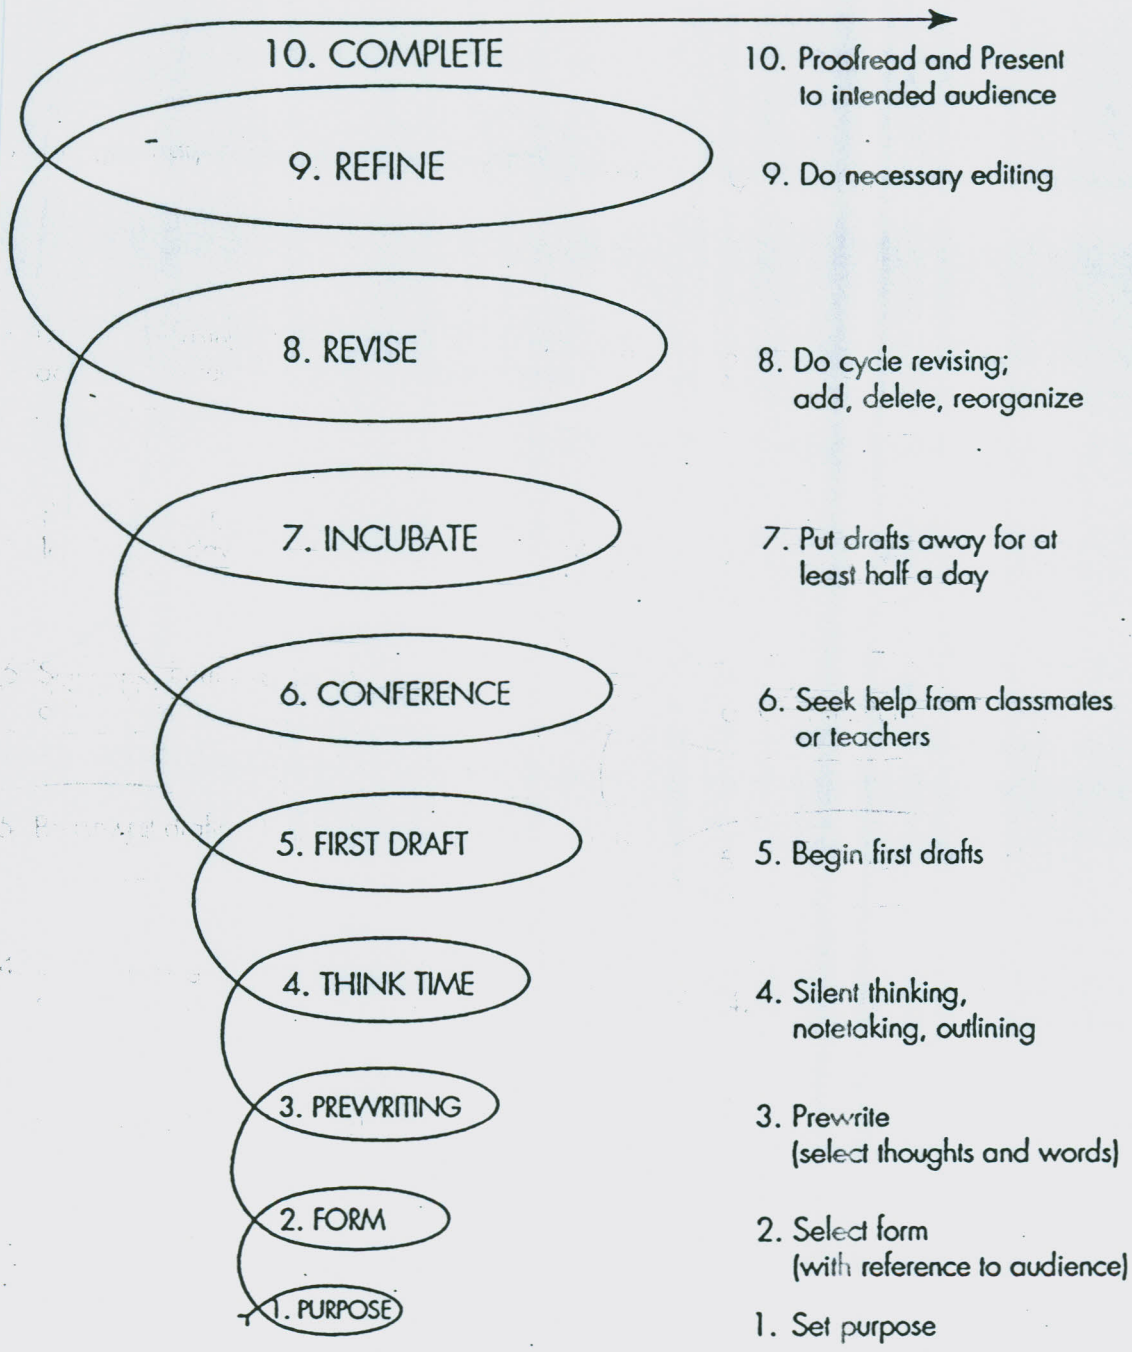 10. COMPLETE
10. Proofread and Present
to intended audience
9. REFINE
9. Do necessary editing
8. REVISE
8. Do cycle revising;
add, delete, reorganize
7. INCUBATE
7. Put drafts away for at
least half a day
6. CONFERENCE
6. Seek help from classmates
or teachers
5. FIRST DRAFT
5. Begin first drafts
4. THINK TIME
4. Silent thinking,
notetaking, outlining
3. PREWRITING
3. Prewrite
(select thoughts and words)
2. FORM
2. Select form
(with reference to audience)
1. PURPOSE
1. Set purpose